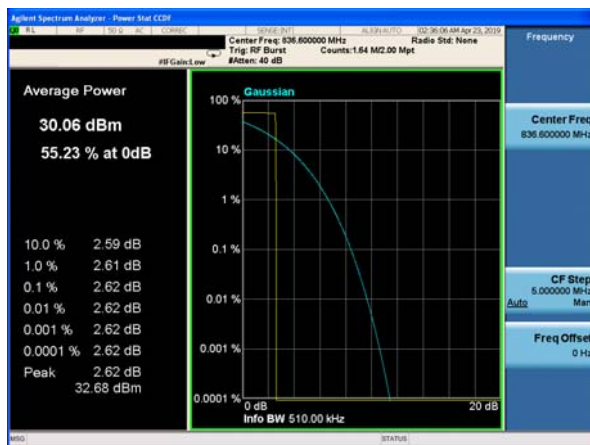 Agilent Spectrum Analyzer - Power Stat CCDF
RL RF 50 Ω AC CORREC SENSE:INT ALIGN AUTO 02:36:06 AM Apr 23, 2019
Center Freq: 836.600000 MHz Radio Std: None
Trig: RF Burst Counts:1.64 M/2.00 Mpt
#IFGain:Low #Atten: 40 dB
Frequency
Average Power
30.06 dBm
55.23 % at 0dB
10.0 % 2.59 dB
1.0 % 2.61 dB
0.1 % 2.62 dB
0.01 % 2.62 dB
0.001 % 2.62 dB
0.0001 % 2.62 dB
Peak 2.62 dB
32.68 dBm
Gaussian
100 %
10 %
1 %
0.1 %
0.01 %
0.001 %
0.0001 %
0 dB 20 dB
Info BW 510.00 kHz
Center Freq
836.600000 MHz
CF Step
5.000000 MHz
Auto Man
Freq Offset
0 Hz
MSG STATUS